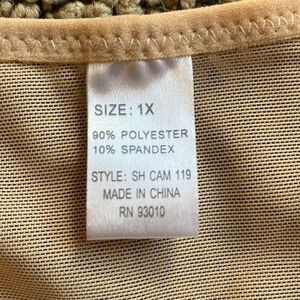 SIZE: 1X
90% POLYESTER
10% SPANDEX
STYLE: SH CAM 119
MADE IN CHINA
RN 93010